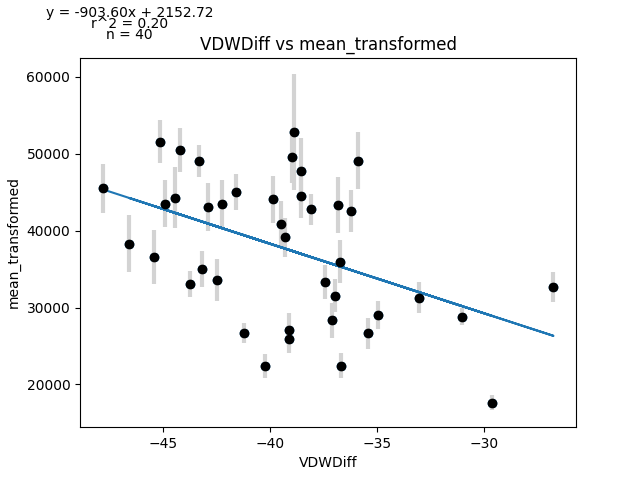 y = -903.60x + 2152.72
r^2 = 0.20
n = 40
VDWDiff vs mean_transformed
60000
50000
40000
30000
20000
mean_transformed
−45
−40
−35
−30
VDWDiff